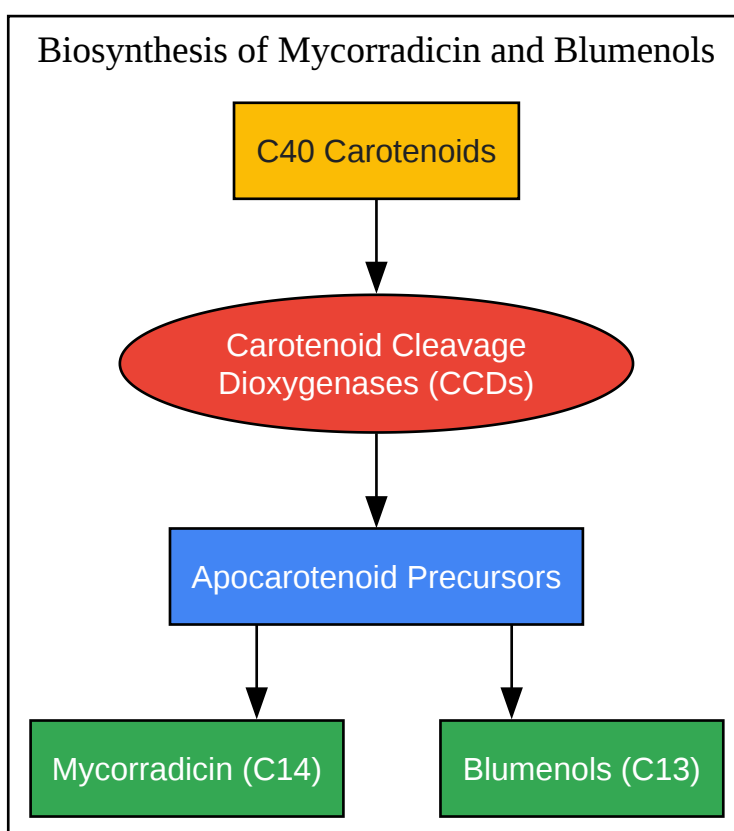 Biosynthesis of Mycorradicin and Blumenols
C40 Carotenoids
Carotenoid Cleavage
Dioxygenases (CCDs)
Apocarotenoid Precursors
Mycorradicin (C14)
Blumenols (C13)